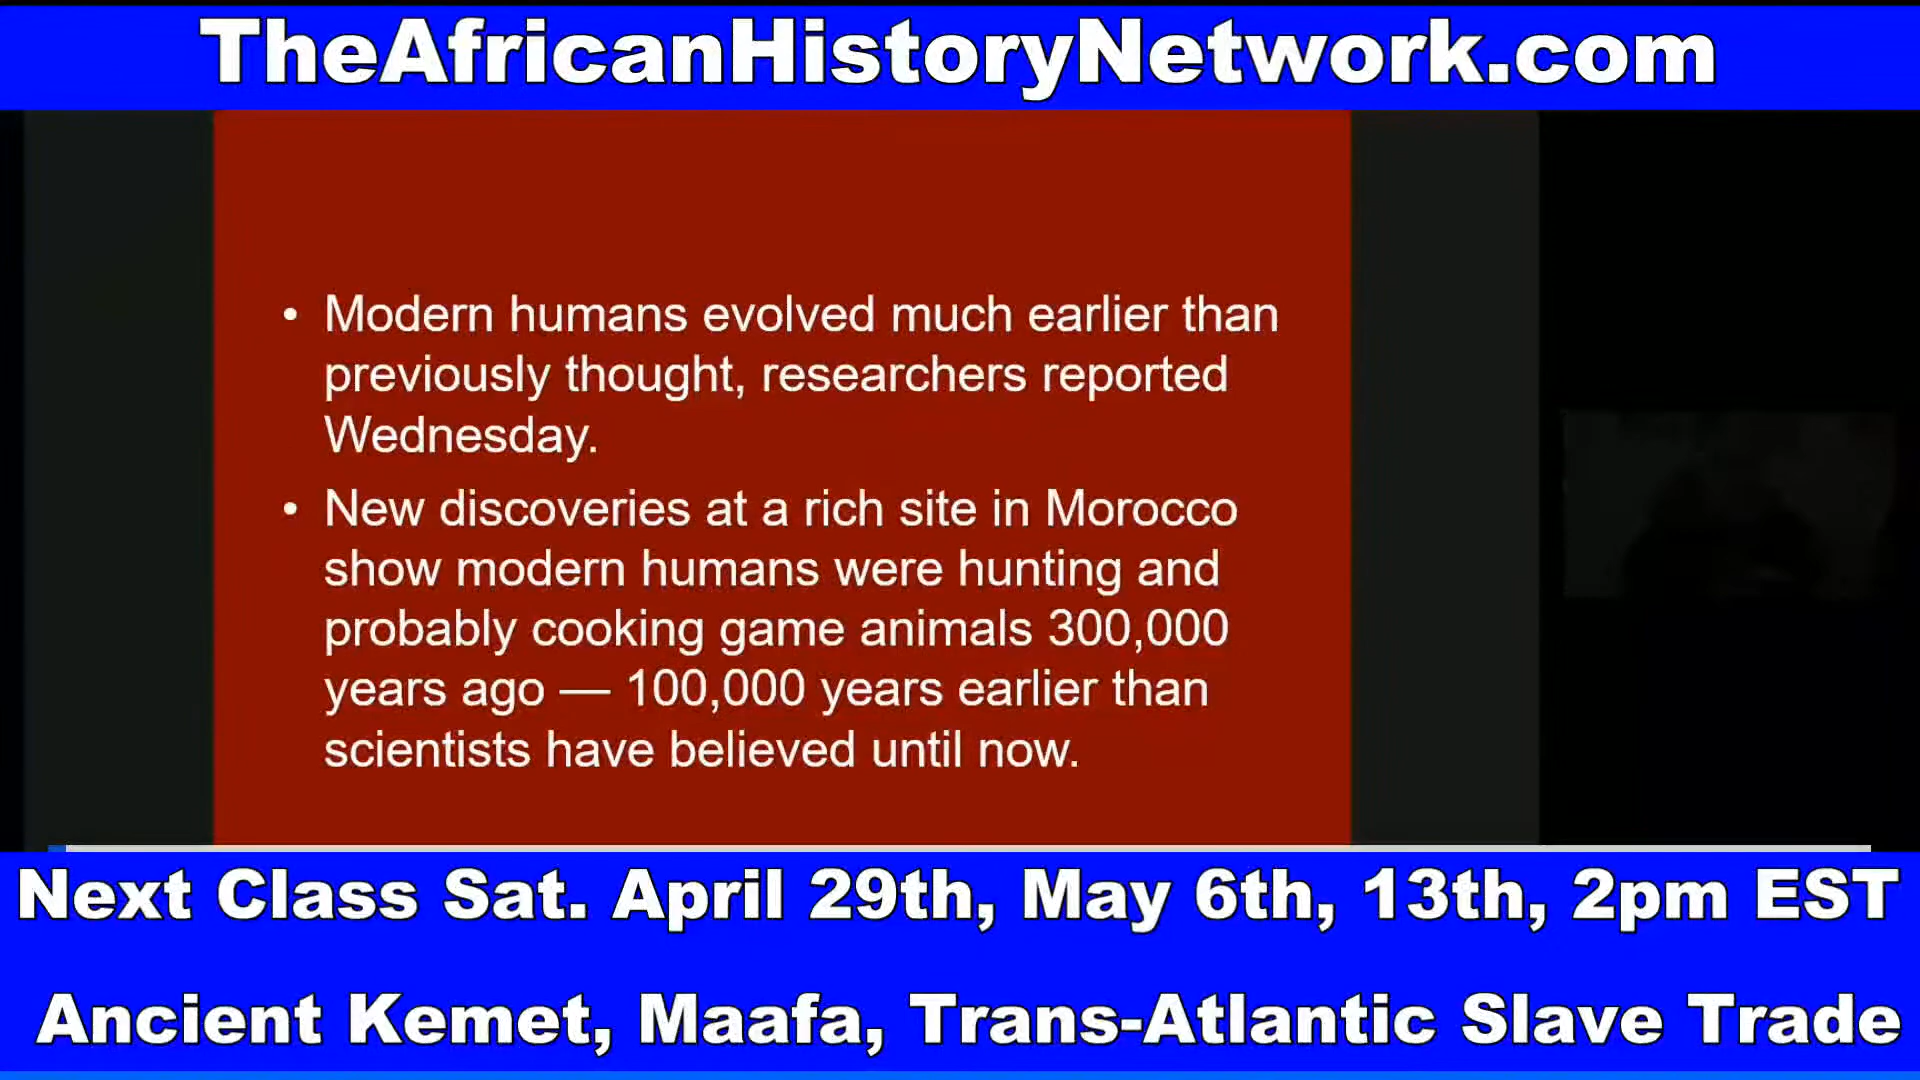 TheAfricanHistoryNetwork.com
• Modern humans evolved much earlier than
previously thought, researchers reported
Wednesday.
• New discoveries at a rich site in Morocco
show modern humans were hunting and
probably cooking game animals 300,000
years ago — 100,000 years earlier than
scientists have believed until now.
Next Class Sat. April 29th, May 6th, 13th, 2pm EST
Ancient Kemet, Maafa, Trans-Atlantic Slave Trade